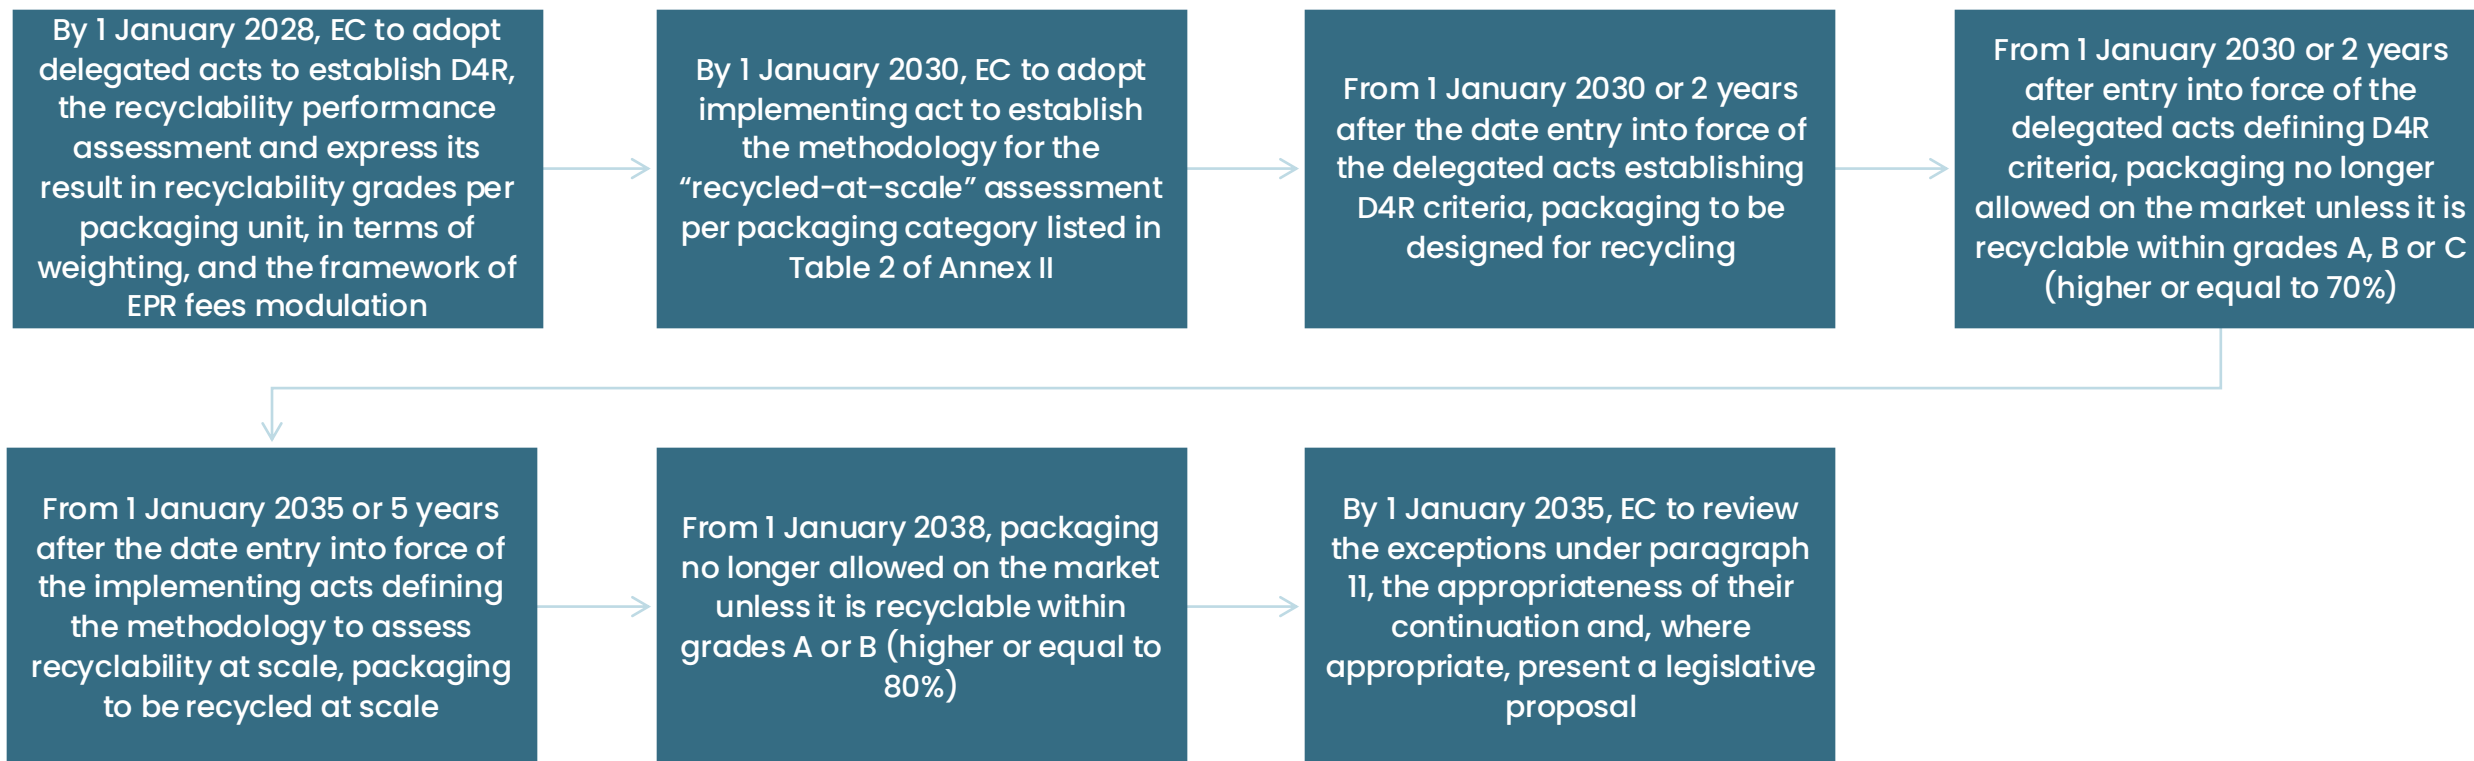 By 1 January 2028, EC to adopt
delegated acts to establish D4R,
the recyclability performance
assessment and express its
result in recyclability grades per
packaging unit, in terms of
weighting, and the framework of
EPR fees modulation
By 1 January 2030, EC to adopt
implementing act to establish
the methodology for the
“recycled-at-scale” assessment
per packaging category listed in
Table 2 of Annex II
From 1 January 2030 or 2 years
after the date entry into force of
the delegated acts establishing
D4R criteria, packaging to be
designed for recycling
From 1 January 2030 or 2 years
after entry into force of the
delegated acts defining D4R
criteria, packaging no longer
allowed on the market unless it is
recyclable within grades A, B or C
(higher or equal to 70%)
From 1 January 2035 or 5 years
after the date entry into force of
the implementing acts defining
the methodology to assess
recyclability at scale, packaging
to be recycled at scale
From 1 January 2038, packaging
no longer allowed on the market
unless it is recyclable within
grades A or B (higher or equal to
80%)
By 1 January 2035, EC to review
the exceptions under paragraph
11, the appropriateness of their
continuation and, where
appropriate, present a legislative
proposal